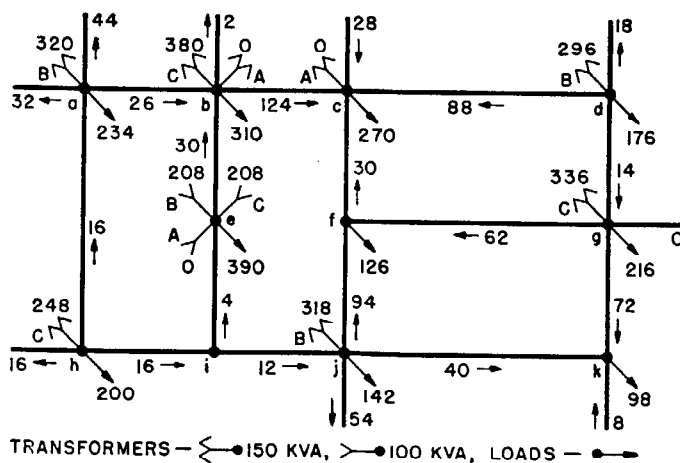 44 2 28 18
320 380 0 0 296
B C A A B
32 a 26 b 124 c 88 d
234 310 270 176
30 30 14
208 208 336
B C C
16 e f 62 g 0
A
0 390 126 216
248 4 318 94 72
C B
16 h 16 i 12 j 40 k
200 142 98
54 8
TRANSFORMERS — 150 KVA, 100 KVA, LOADS —